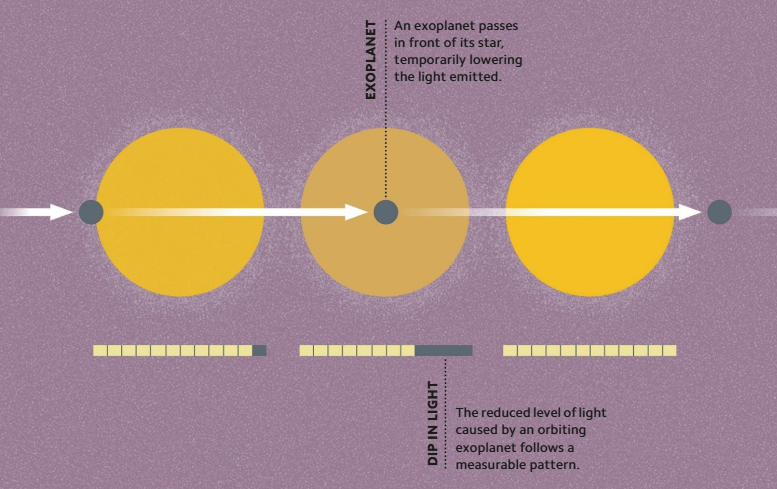 EXOPLANET
An exoplanet passes
in front of its star,
temporarily lowering
the light emitted.
DIP IN LIGHT
The reduced level of light
caused by an orbiting
exoplanet follows a
measurable pattern.